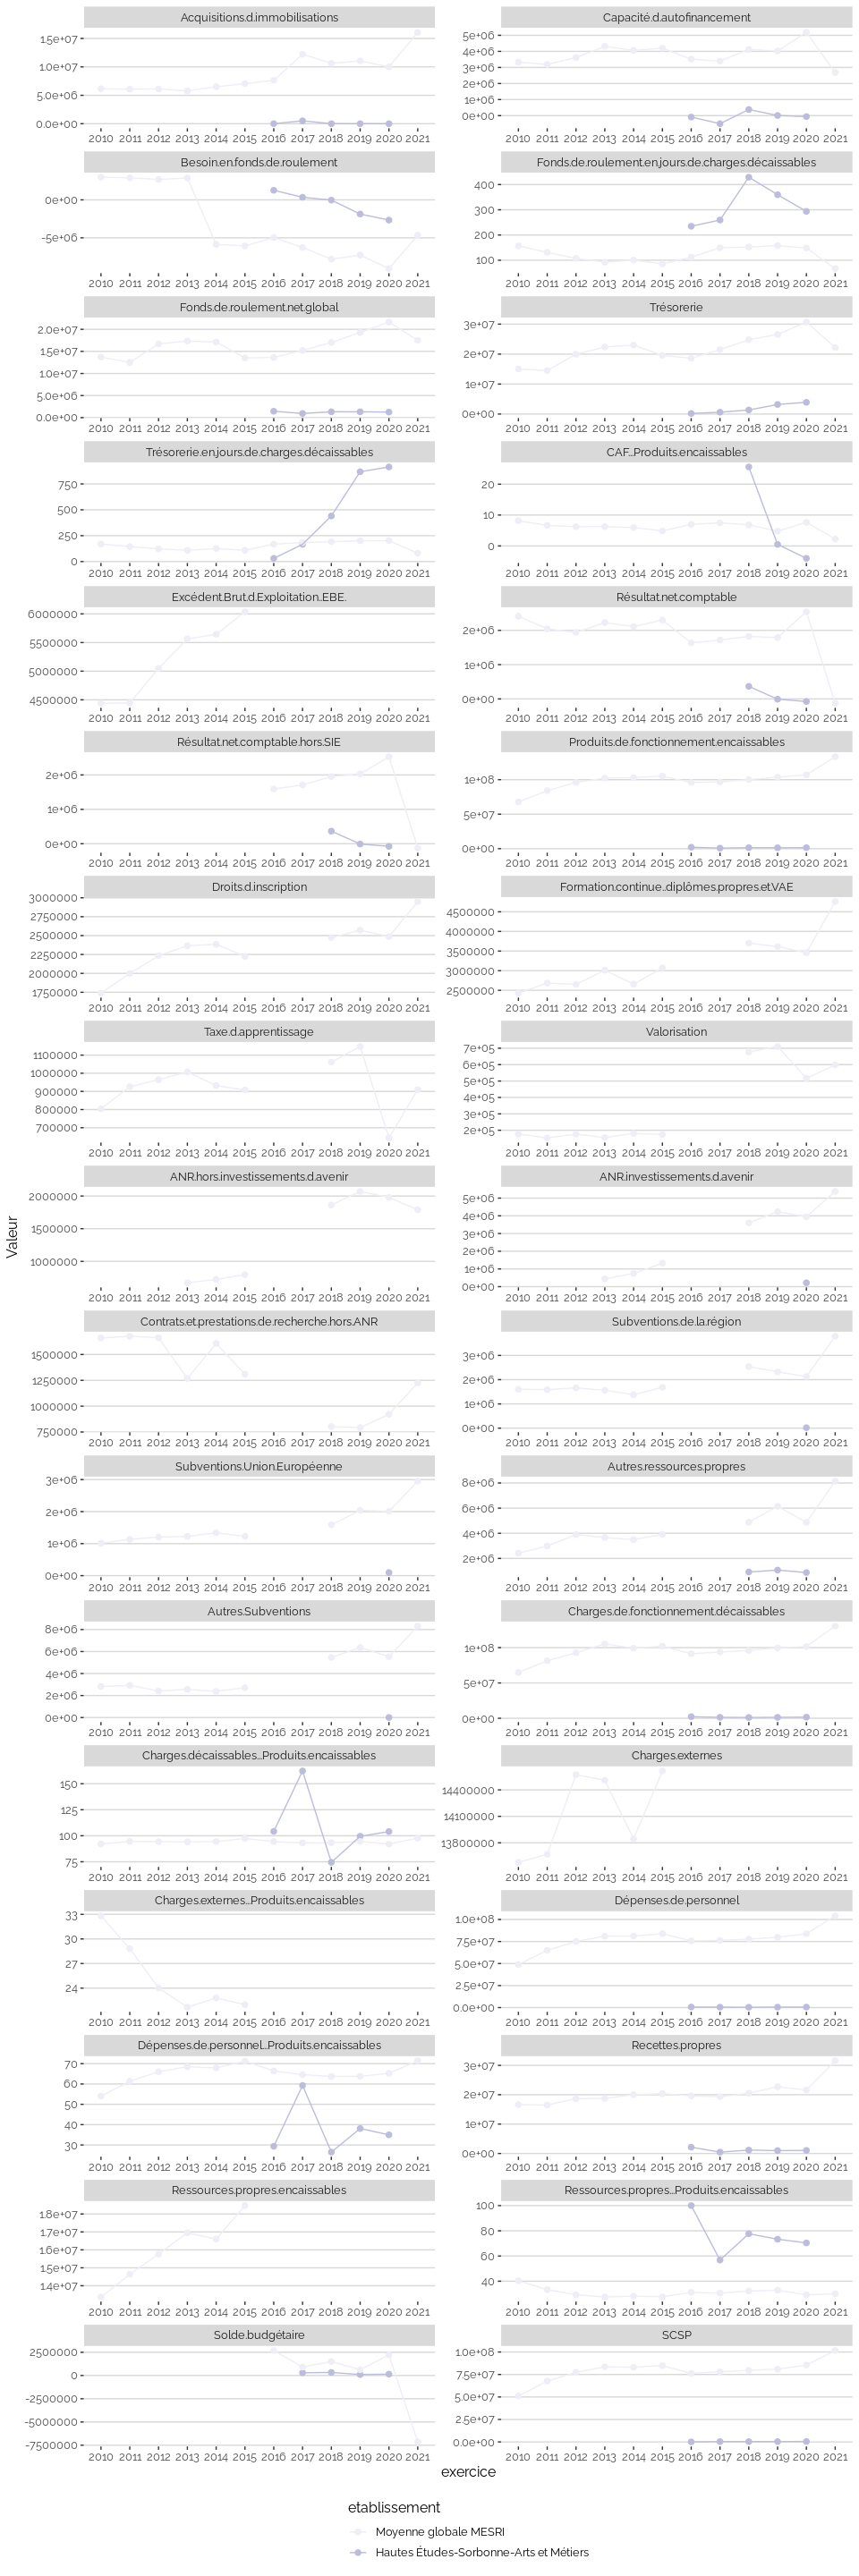 Acquisitions.d.immobilisations
Capacité.d.autofinancement
1.5e+07
1.0e+07
5.0e+06
0.0e+00
5e+06
4e+06
3e+06
2e+06
1e+06
0e+00
2010 2011 2012 2013 2014 2015 2016 2017 2018 2019 2020 2021
2010 2011 2012 2013 2014 2015 2016 2017 2018 2019 2020 2021
Besoin.en.fonds.de.roulement
Fonds.de.roulement.en.jours.de.charges.décaissables
0e+00
-5e+06
400
300
200
100
2010 2011 2012 2013 2014 2015 2016 2017 2018 2019 2020 2021
2010 2011 2012 2013 2014 2015 2016 2017 2018 2019 2020 2021
Fonds.de.roulement.net.global
Trésorerie
2.0e+07
1.5e+07
1.0e+07
5.0e+06
0.0e+00
3e+07
2e+07
1e+07
0e+00
2010 2011 2012 2013 2014 2015 2016 2017 2018 2019 2020 2021
2010 2011 2012 2013 2014 2015 2016 2017 2018 2019 2020 2021
Trésorerie.en.jours.de.charges.décaissables
CAF...Produits.encaissables
750
500
250
0
20
10
0
2010 2011 2012 2013 2014 2015 2016 2017 2018 2019 2020 2021
2010 2011 2012 2013 2014 2015 2016 2017 2018 2019 2020 2021
Excédent.Brut.d.Exploitation..EBE.
Résultat.net.comptable
6000000
5500000
5000000
4500000
2e+06
1e+06
0e+00
2010 2011 2012 2013 2014 2015 2016 2017 2018 2019 2020 2021
2010 2011 2012 2013 2014 2015 2016 2017 2018 2019 2020 2021
Résultat.net.comptable.hors.SIE
Produits.de.fonctionnement.encaissables
2e+06
1e+06
0e+00
1e+08
5e+07
0e+00
2010 2011 2012 2013 2014 2015 2016 2017 2018 2019 2020 2021
2010 2011 2012 2013 2014 2015 2016 2017 2018 2019 2020 2021
Droits.d.inscription
Formation.continue..diplômes.propres.et.VAE
3000000
2750000
2500000
2250000
2000000
1750000
4500000
4000000
3500000
3000000
2500000
2010 2011 2012 2013 2014 2015 2016 2017 2018 2019 2020 2021
2010 2011 2012 2013 2014 2015 2016 2017 2018 2019 2020 2021
Taxe.d.apprentissage
Valorisation
1100000
1000000
900000
800000
700000
7e+05
6e+05
5e+05
4e+05
3e+05
2e+05
2010 2011 2012 2013 2014 2015 2016 2017 2018 2019 2020 2021
2010 2011 2012 2013 2014 2015 2016 2017 2018 2019 2020 2021
ANR.hors.investissements.d.avenir
ANR.investissements.d.avenir
2000000
1500000
1000000
5e+06
4e+06
3e+06
2e+06
1e+06
0e+00
2010 2011 2012 2013 2014 2015 2016 2017 2018 2019 2020 2021
2010 2011 2012 2013 2014 2015 2016 2017 2018 2019 2020 2021
Valeur
Contrats.et.prestations.de.recherche.hors.ANR
Subventions.de.la.région
1500000
1250000
1000000
750000
3e+06
2e+06
1e+06
0e+00
2010 2011 2012 2013 2014 2015 2016 2017 2018 2019 2020 2021
2010 2011 2012 2013 2014 2015 2016 2017 2018 2019 2020 2021
Subventions.Union.Européenne
Autres.ressources.propres
3e+06
2e+06
1e+06
0e+00
8e+06
6e+06
4e+06
2e+06
2010 2011 2012 2013 2014 2015 2016 2017 2018 2019 2020 2021
2010 2011 2012 2013 2014 2015 2016 2017 2018 2019 2020 2021
Autres.Subventions
Charges.de.fonctionnement.décaissables
8e+06
6e+06
4e+06
2e+06
0e+00
1e+08
5e+07
0e+00
2010 2011 2012 2013 2014 2015 2016 2017 2018 2019 2020 2021
2010 2011 2012 2013 2014 2015 2016 2017 2018 2019 2020 2021
Charges.décaissables...Produits.encaissables
Charges.externes
150
125
100
75
14400000
14100000
13800000
2010 2011 2012 2013 2014 2015 2016 2017 2018 2019 2020 2021
2010 2011 2012 2013 2014 2015 2016 2017 2018 2019 2020 2021
Charges.externes...Produits.encaissables
Dépenses.de.personnel
33
30
27
24
1.0e+08
7.5e+07
5.0e+07
2.5e+07
0.0e+00
2010 2011 2012 2013 2014 2015 2016 2017 2018 2019 2020 2021
2010 2011 2012 2013 2014 2015 2016 2017 2018 2019 2020 2021
Dépenses.de.personnel...Produits.encaissables
Recettes.propres
70
60
50
40
30
3e+07
2e+07
1e+07
0e+00
2010 2011 2012 2013 2014 2015 2016 2017 2018 2019 2020 2021
2010 2011 2012 2013 2014 2015 2016 2017 2018 2019 2020 2021
Ressources.propres.encaissables
Ressources.propres...Produits.encaissables
1.8e+07
1.7e+07
1.6e+07
1.5e+07
1.4e+07
100
80
60
40
2010 2011 2012 2013 2014 2015 2016 2017 2018 2019 2020 2021
2010 2011 2012 2013 2014 2015 2016 2017 2018 2019 2020 2021
Solde.budgétaire
SCSP
2500000
0
-2500000
-5000000
-7500000
1.0e+08
7.5e+07
5.0e+07
2.5e+07
0.0e+00
2010 2011 2012 2013 2014 2015 2016 2017 2018 2019 2020 2021
2010 2011 2012 2013 2014 2015 2016 2017 2018 2019 2020 2021
exercice
etablissement
Moyenne globale MESRI
Hautes Études-Sorbonne-Arts et Métiers